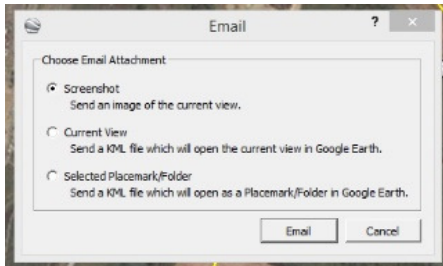 Email
?
Choose Email Attachment
Screenshot
Send an image of the current view.
Current View
Send a KML file which will open the current view in Google Earth.
Selected Placemark/Folder
Send a KML file which will open as a Placemark/Folder in Google Earth.
Email Cancel